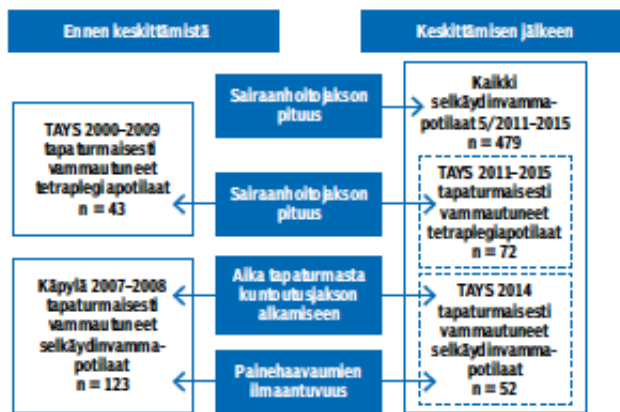 Ennen keskittämistä
Keskittämisen jälkeen
TAYS 2000–2009
tapaturmaisesti
vammautuneet
tetraplegiapotilaat
n = 43
Käpylä 2007–2008
tapaturmaisesti
vammautuneet
selkäydinvamma-
potilaat
n = 123
Sairaanhoitojakson
pituus
Sairaanhoitojakson
pituus
Aika tapaturmasta
kuntoutusjakson
alkamiseen
Painehaavaumien
ilmaantuvuus
Kaikki
selkäydinvamma-
potilaat 5/2011–2015
n = 479
TAYS 2011–2015
tapaturmaisesti
vammautuneet
tetraplegiapotilaat
n = 72
TAYS 2014
tapaturmaisesti
vammautuneet
selkäydinvamma-
potilaat
n = 52